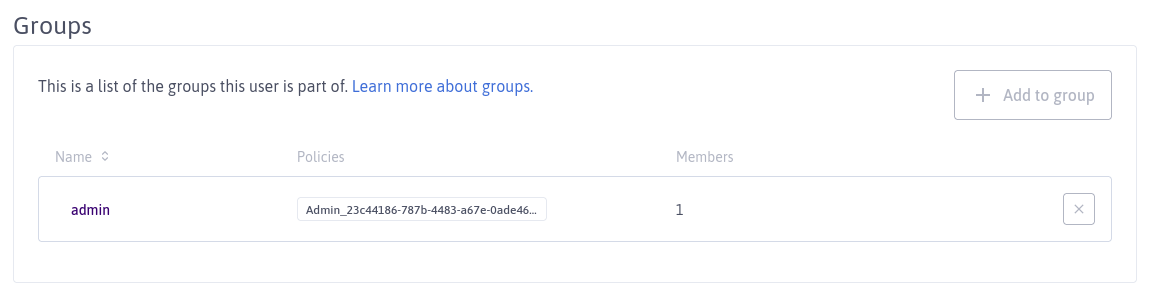 Groups
This is a list of the groups this user is part of. Learn more about groups.
Add to group
Name Policies Members
admin Admin_23c44186-787b-4483-a67e-0ade46... 1